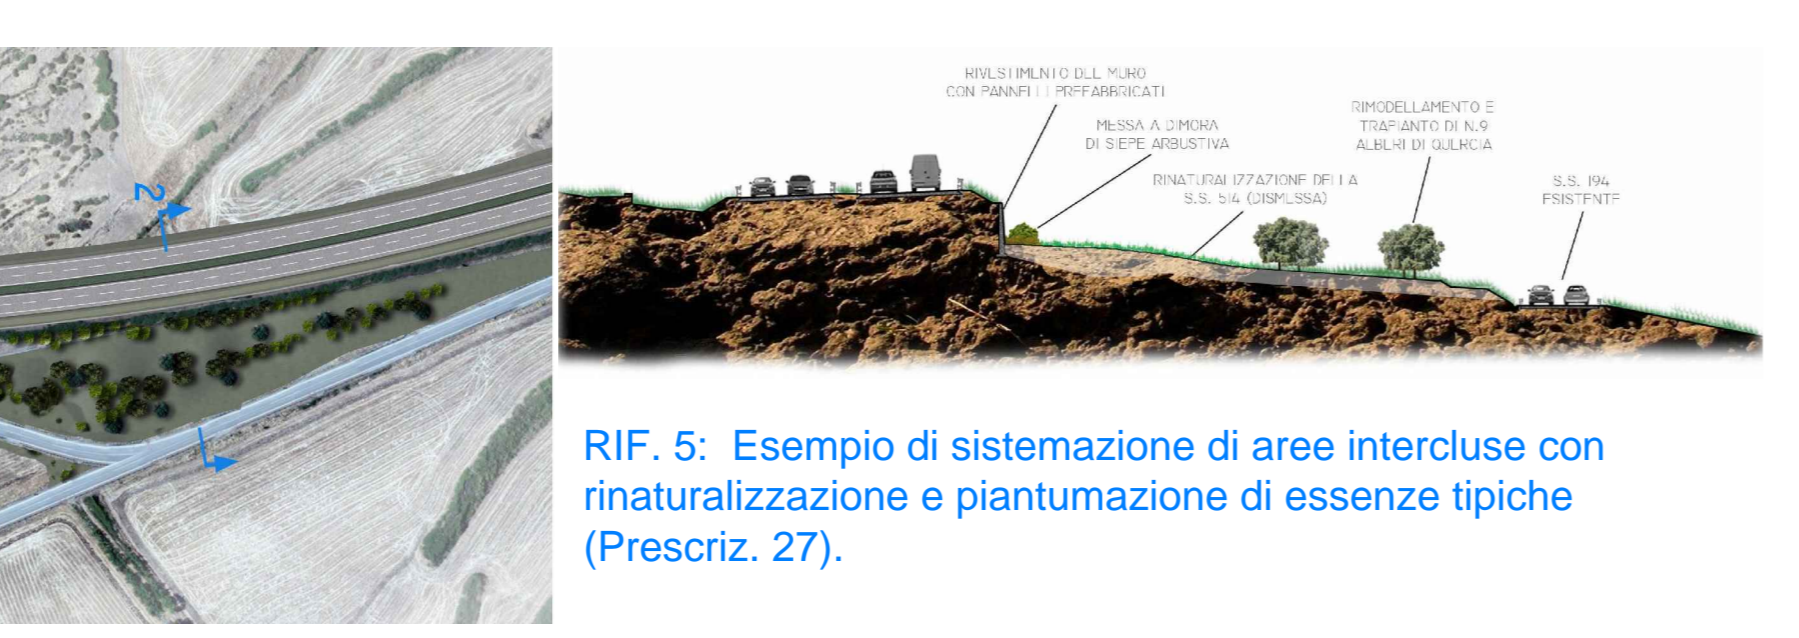 2
RIVESTIMENTO DEL MURO
CON PANNELLI PREFABBRICATI
MESSA A DIMORA
DI SIEPE ARBUSTIVA
RINATURALIZZAZIONE DELLA
S.S. 514 (DISMESSA)
RIMODELLAMENTO E
TRAPIANTO DI N.9
ALBERI DI QUERCIA
S.S. 194
ESISTENTE
RIF. 5: Esempio di sistemazione di aree intercluse con
rinaturalizzazione e piantumazione di essenze tipiche
(Prescriz. 27).